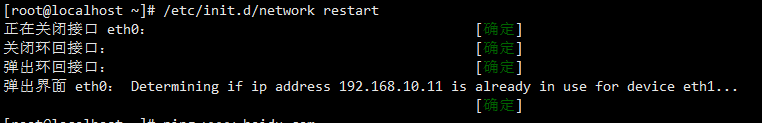 [root@localhost ~]# /etc/init.d/network restart
正在关闭接口 eth0： [确定]
关闭环回接口： [确定]
弹出环回接口： [确定]
弹出界面 eth0： Determining if ip address 192.168.10.11 is already in use for device eth1...
[确定]